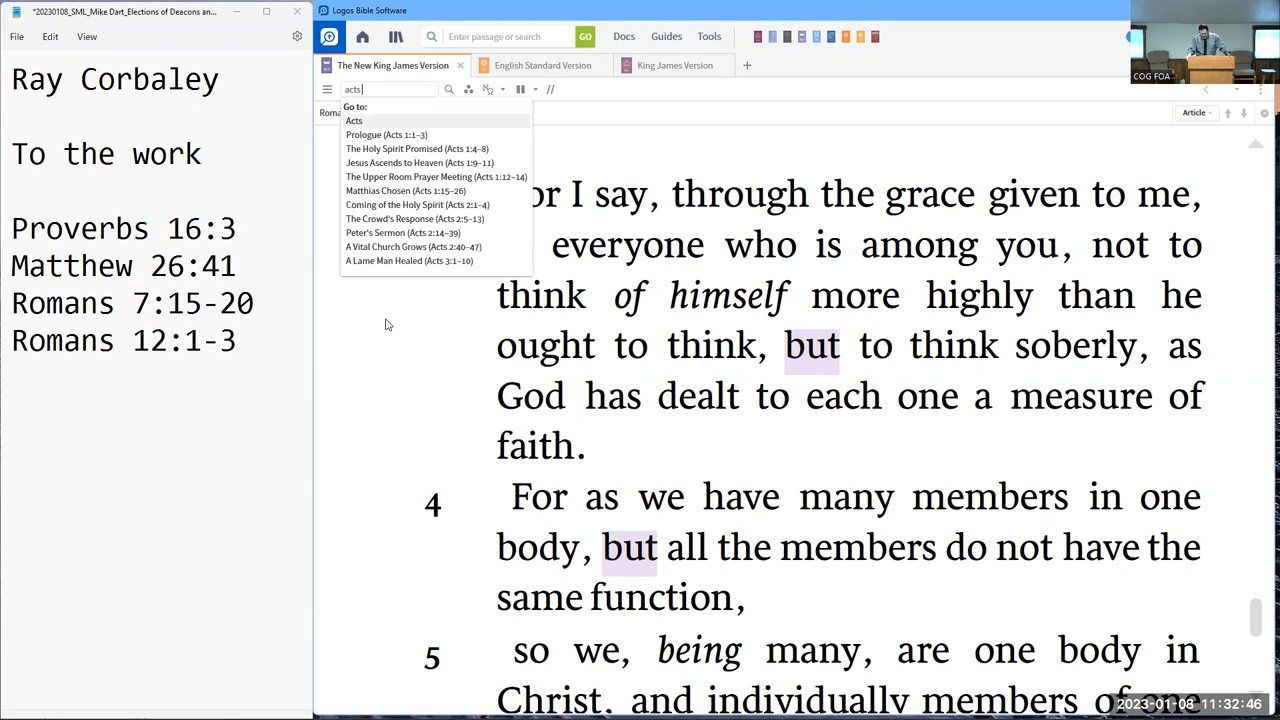 *20230108_SML_Mike Dart_Elections of Deacons an...
File Edit View
Ray Corbaley
To the work
Proverbs 16:3
Matthew 26:41
Romans 7:15-20
Romans 12:1-3
Logos Bible Software
Enter passage or search GO Docs Guides Tools
The New King James Version English Standard Version King James Version
acts
Roma
Article
Go to:
Acts
Prologue (Acts 1:1–3)
The Holy Spirit Promised (Acts 1:4–8)
Jesus Ascends to Heaven (Acts 1:9–11)
The Upper Room Prayer Meeting (Acts 1:12–14)
Matthias Chosen (Acts 1:15–26)
Coming of the Holy Spirit (Acts 2:1–4)
The Crowd's Response (Acts 2:5–13)
Peter's Sermon (Acts 2:14–39)
A Vital Church Grows (Acts 2:40–47)
A Lame Man Healed (Acts 3:1–10)
or I say, through the grace given to me,
everyone who is among you, not to
think of himself more highly than he
ought to think, but to think soberly, as
God has dealt to each one a measure of
faith.
4 For as we have many members in one
body, but all the members do not have the
same function,
5 so we, being many, are one body in
Christ, and individually members of one
COG FOA
2023-01-08 11:32:46